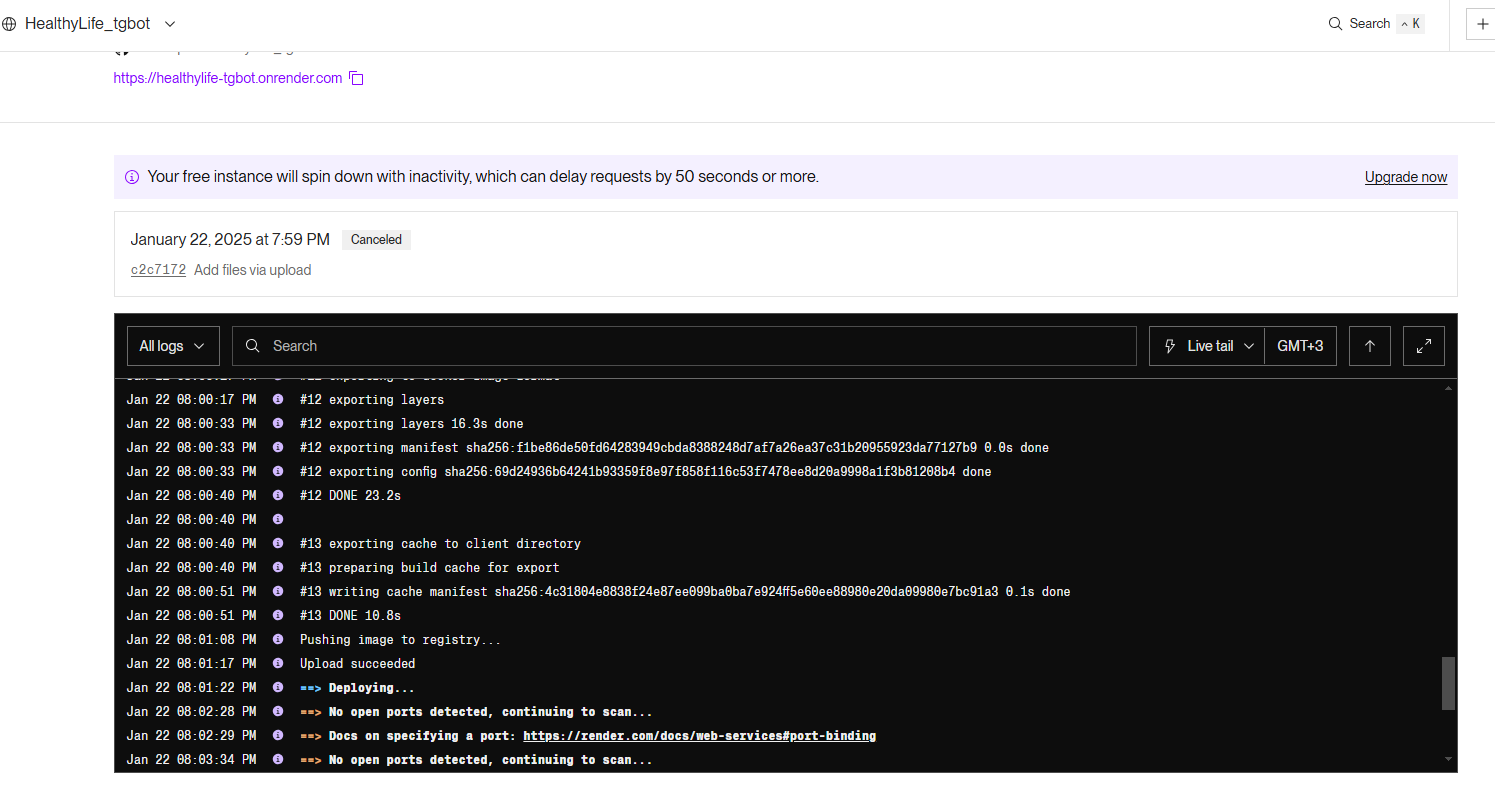 HealthyLife_tgbot
Search ^ K
https://healthylife-tgbot.onrender.com
Your free instance will spin down with inactivity, which can delay requests by 50 seconds or more. Upgrade now
January 22, 2025 at 7:59 PM Canceled
c2c7172 Add files via upload
All logs Search Live tail GMT+3
Jan 22 08:00:17 PM #12 exporting layers
Jan 22 08:00:33 PM #12 exporting layers 16.3s done
Jan 22 08:00:33 PM #12 exporting manifest sha256:f1be86de50fd64283949cbda8388248d7af7a26ea37c31b20955923da77127b9 0.0s done
Jan 22 08:00:33 PM #12 exporting config sha256:69d24936b64241b93359f8e97f858f116c53f7478ee8d20a9998a1f3b81208b4 done
Jan 22 08:00:40 PM #12 DONE 23.2s
Jan 22 08:00:40 PM
Jan 22 08:00:40 PM #13 exporting cache to client directory
Jan 22 08:00:40 PM #13 preparing build cache for export
Jan 22 08:00:51 PM #13 writing cache manifest sha256:4c31804e8838f24e87ee099ba0ba7e924ff5e60ee88980e20da09980e7bc91a3 0.1s done
Jan 22 08:00:51 PM #13 DONE 10.8s
Jan 22 08:01:08 PM Pushing image to registry...
Jan 22 08:01:17 PM Upload succeeded
Jan 22 08:01:22 PM ==> Deploying...
Jan 22 08:02:28 PM ==> No open ports detected, continuing to scan...
Jan 22 08:02:29 PM ==> Docs on specifying a port: https://render.com/docs/web-services#port-binding
Jan 22 08:03:34 PM ==> No open ports detected, continuing to scan...